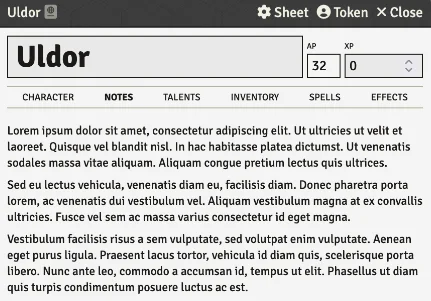 Uldor Sheet Token Close
Uldor
AP XP
32 0
CHARACTER NOTES TALENTS INVENTORY SPELLS EFFECTS
Lorem ipsum dolor sit amet, consectetur adipiscing elit. Ut ultricies ut velit et
laoreet. Quisque vel blandit nisl. In hac habitasse platea dictumst. Ut venenatis
sodales massa vitae aliquam. Aliquam congue pretium lectus quis ultrices.
Sed eu lectus vehicula, venenatis diam eu, facilisis diam. Donec pharetra porta
lorem, ac venenatis dui vestibulum vel. Aliquam vestibulum magna at ex convallis
ultricies. Fusce vel sem ac massa varius consectetur id eget magna.
Vestibulum facilisis risus a sem vulputate, sed volutpat enim vulputate. Aenean
eget purus ligula. Praesent lacus tortor, vehicula id diam quis, scelerisque porta
libero. Nunc ante leo, commodo a accumsan id, tempus ut elit. Phasellus ut diam
quis turpis condimentum posuere luctus ac est.